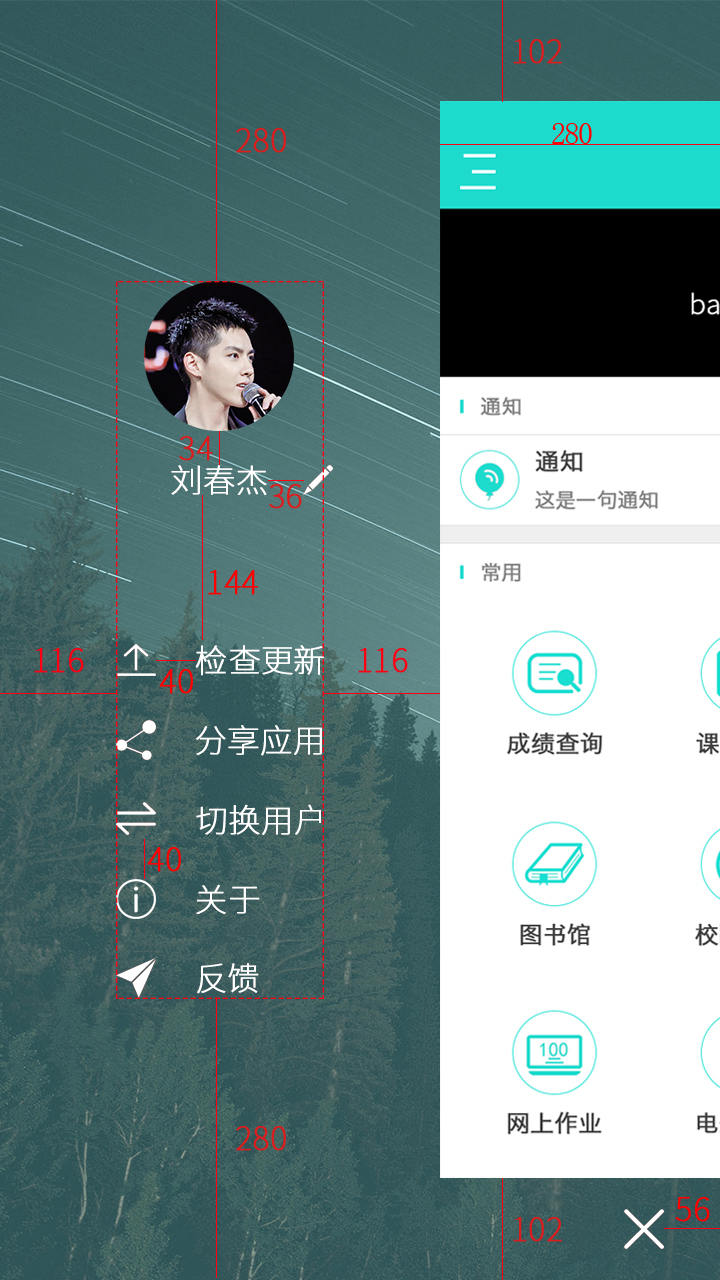 102
280
280
ba
通知
34
刘春杰
36
通知
这是一句通知
常用
144
116
检查更新
40
116
分享应用
成绩查询
课
切换用户
40
关于
图书馆
校
反馈
100
网上作业
电
280
102
56